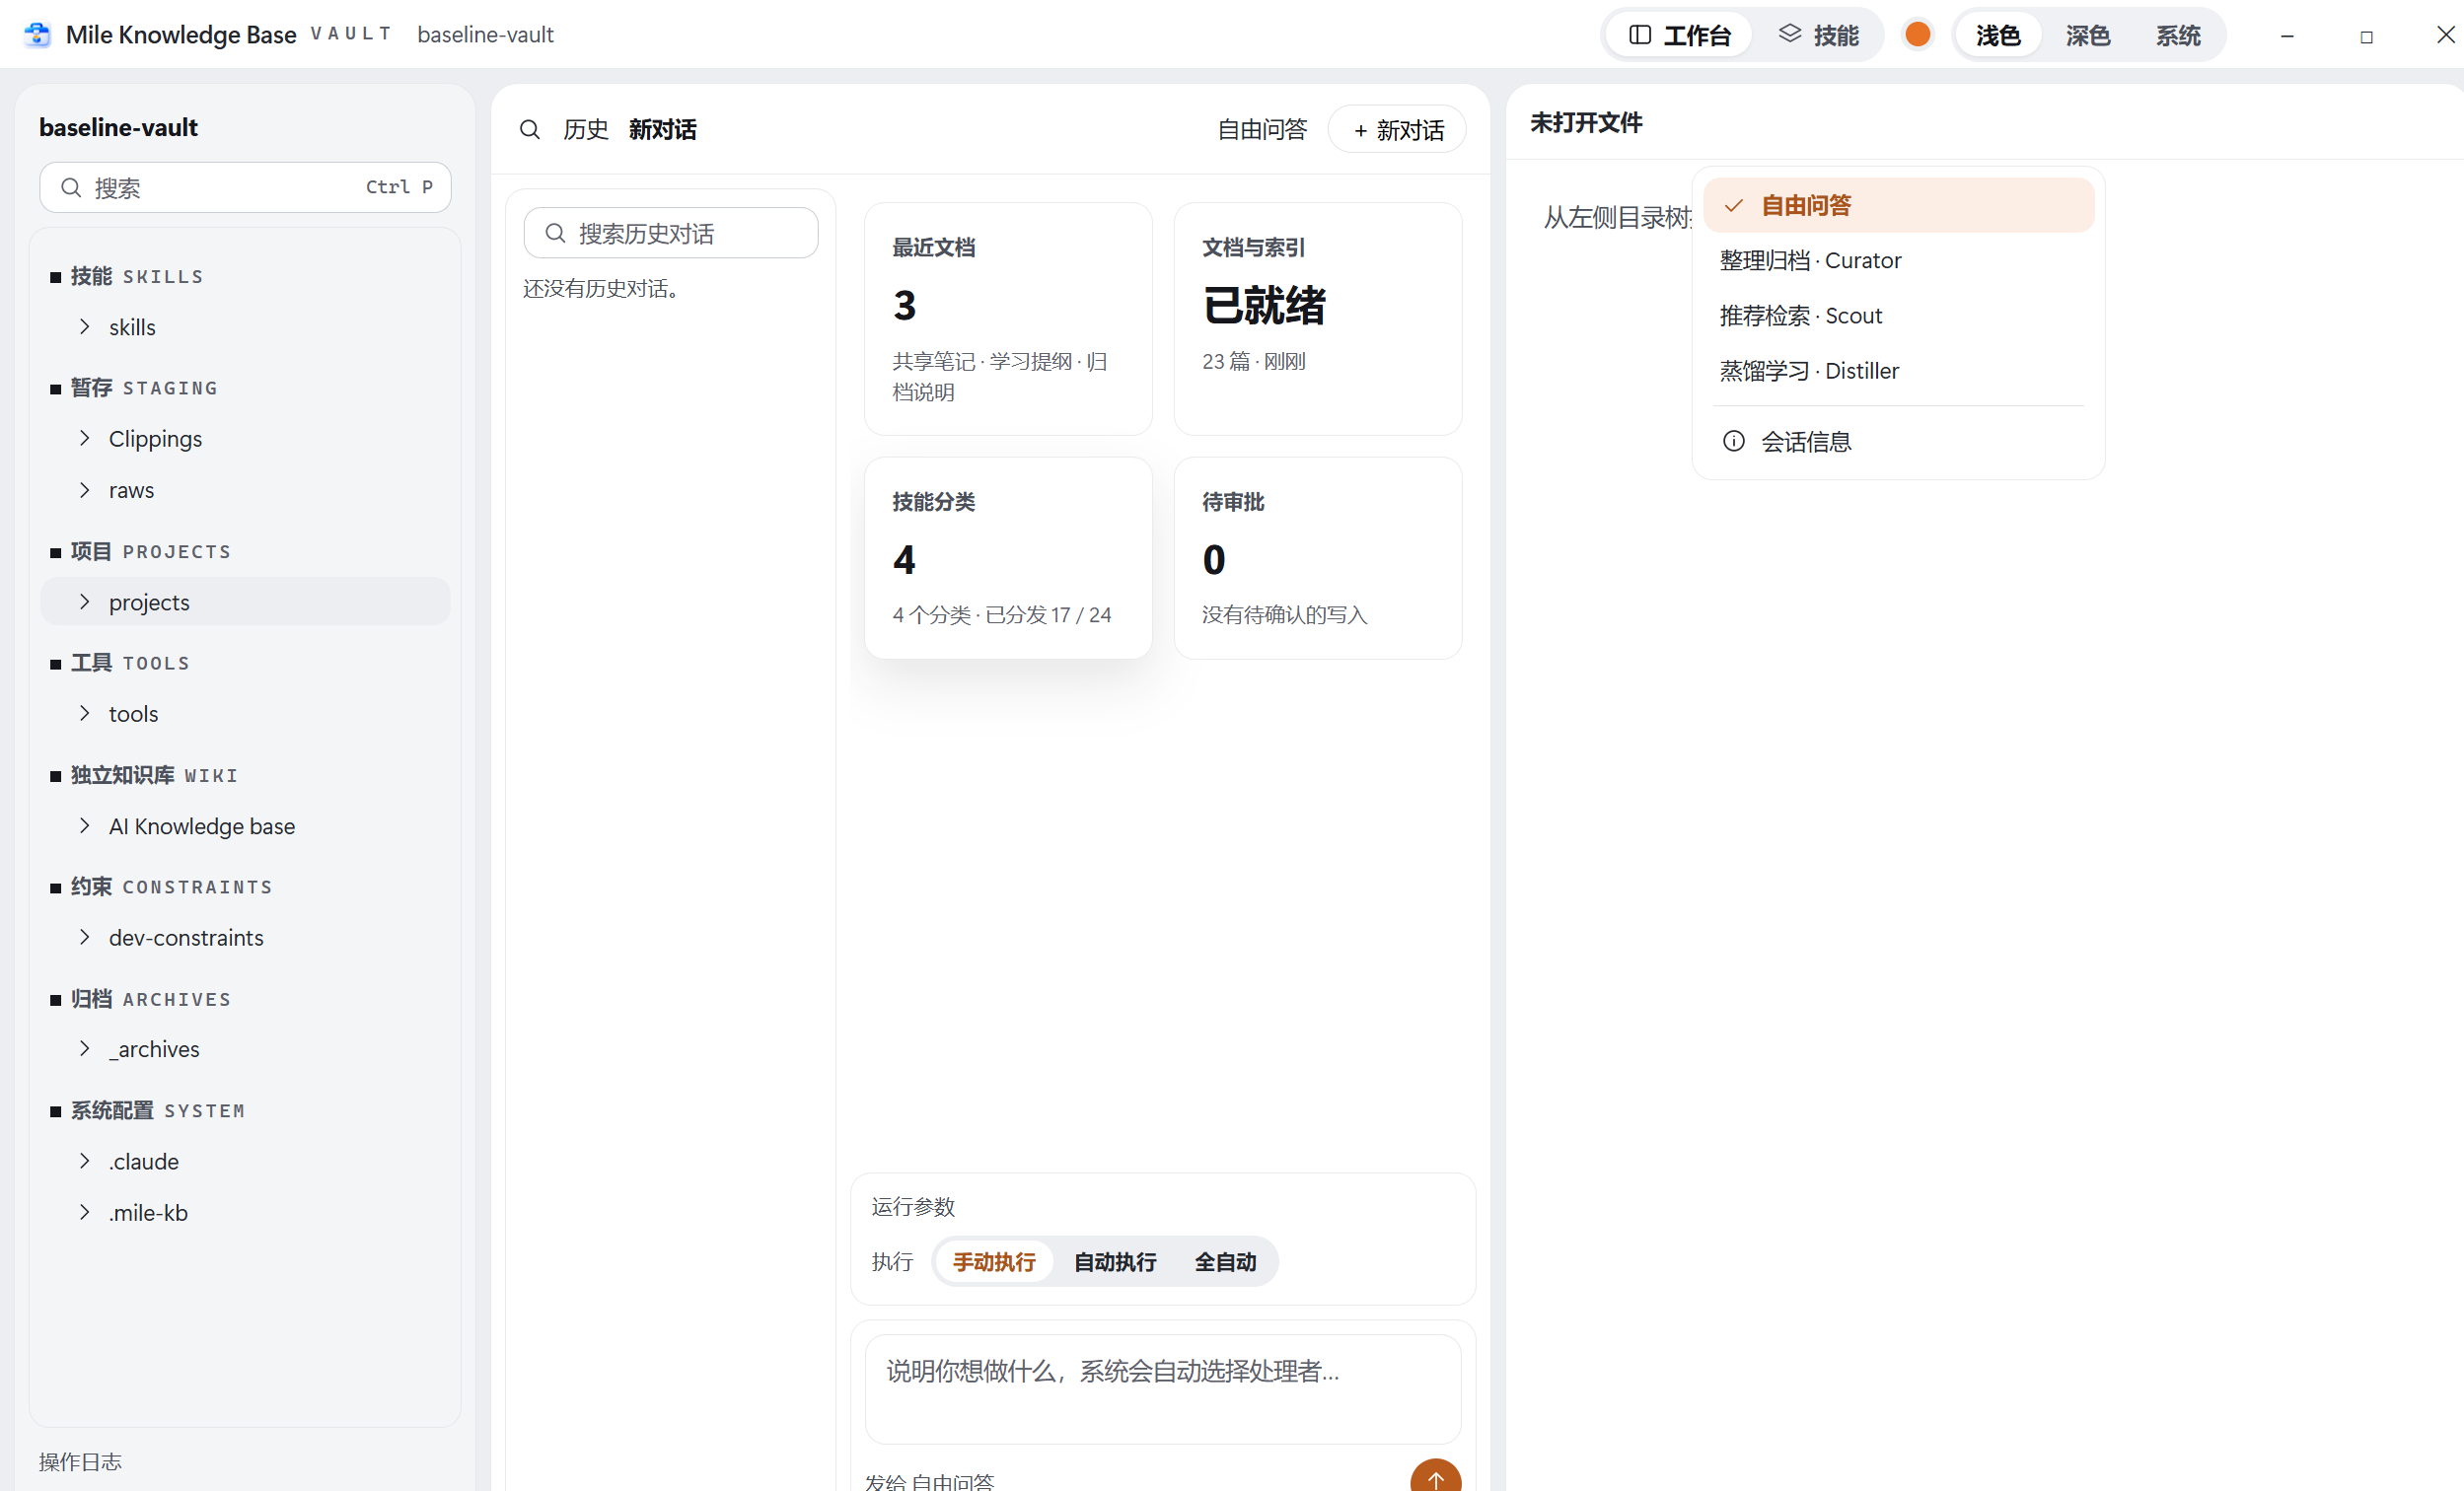 Mile Knowledge Base VAULT baseline-vault
工作台 技能 浅色 深色 系统
baseline-vault
搜索 Ctrl P
技能 SKILLS
skills
暂存 STAGING
Clippings
raws
项目 PROJECTS
projects
工具 TOOLS
tools
独立知识库 WIKI
AI Knowledge base
约束 CONSTRAINTS
dev-constraints
归档 ARCHIVES
_archives
系统配置 SYSTEM
.claude
.mile-kb
操作日志
历史 新对话 自由问答 + 新对话
搜索历史对话
还没有历史对话。
最近文档
3
共享笔记 · 学习提纲 · 归
档说明
文档与索引
已就绪
23 篇 · 刚刚
技能分类
4
4 个分类 · 已分发 17 / 24
待审批
0
没有待确认的写入
运行参数
执行 手动执行 自动执行 全自动
说明你想做什么，系统会自动选择处理者...
发给 自由问答
未打开文件
从左侧目录树
自由问答
整理归档 · Curator
推荐检索 · Scout
蒸馏学习 · Distiller
会话信息